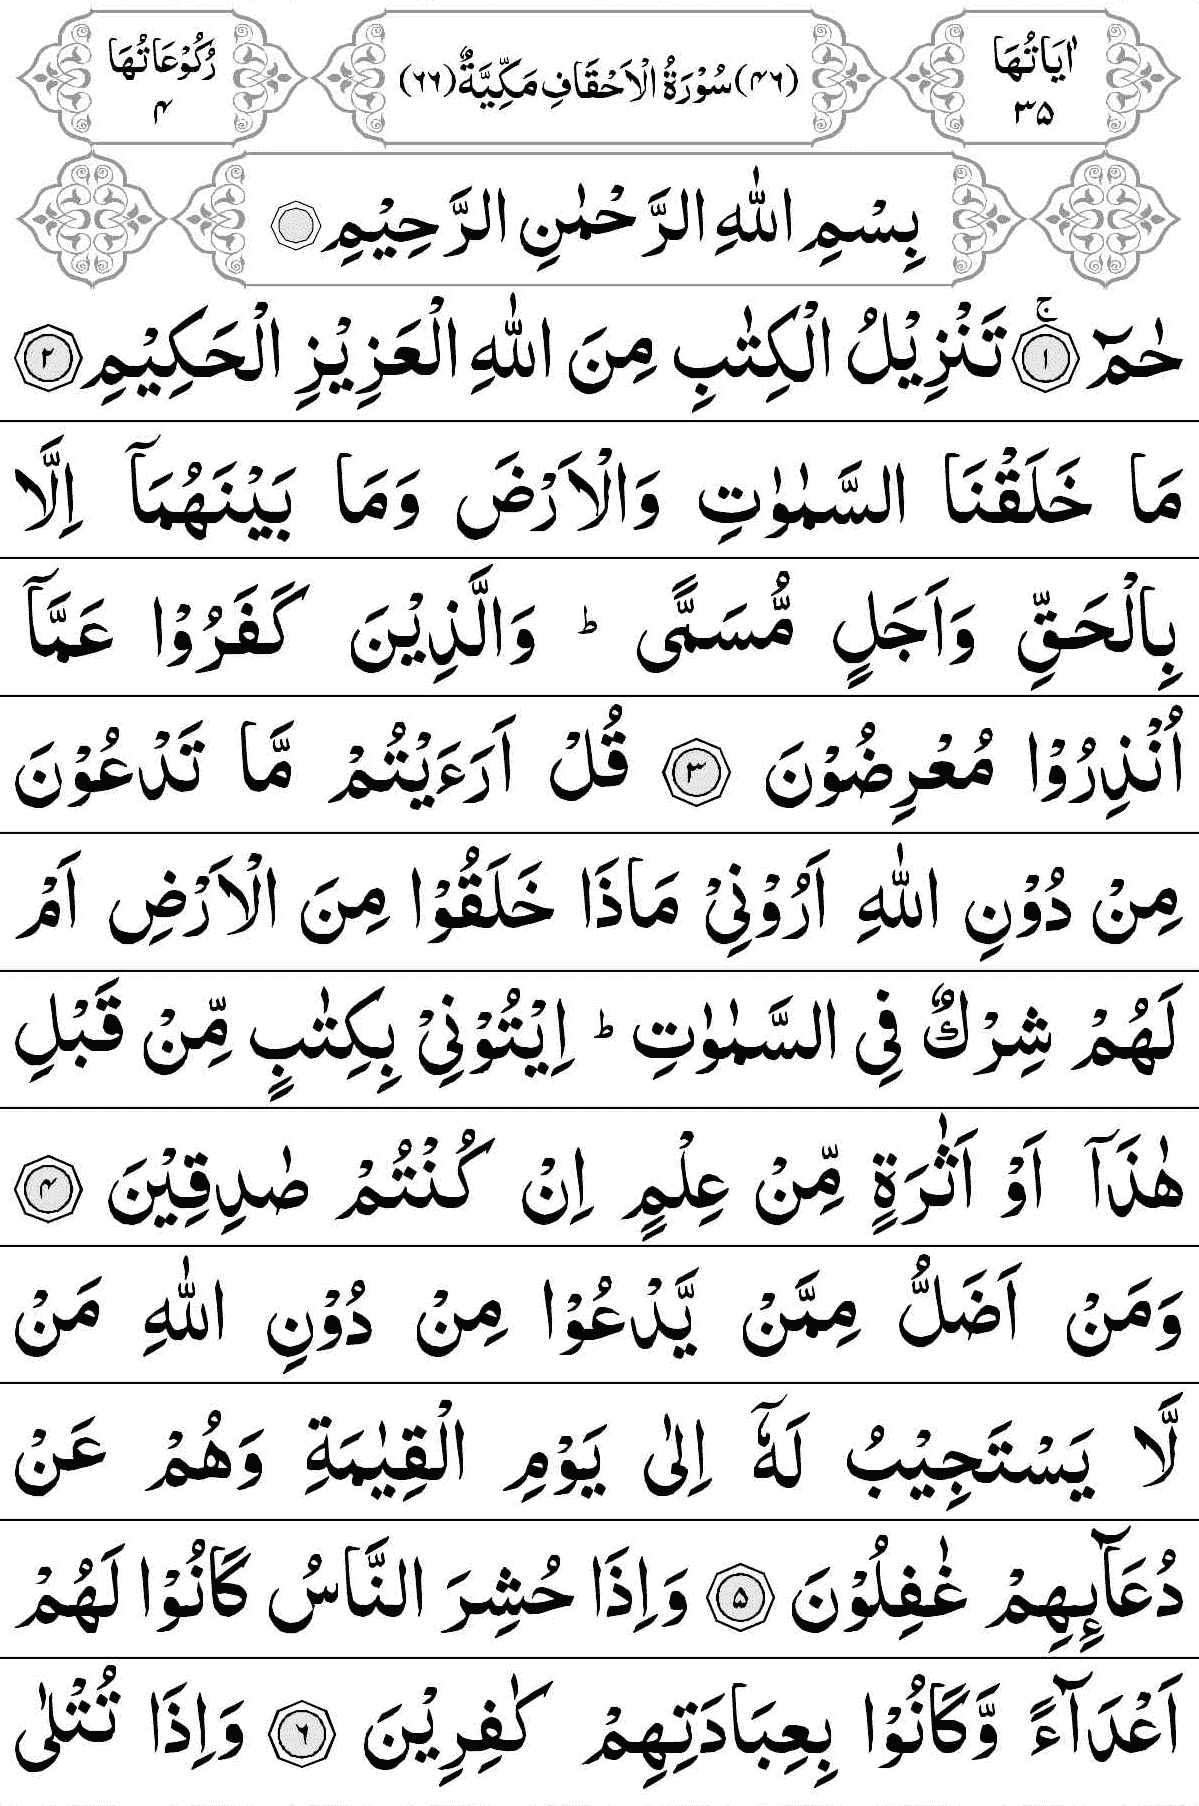 اٰيَاتُهَا
٣٥
(٤٦) سُوْرَةُ الْاَحْقَافِ مَكِّيَّةٌ (٦٦)
رُكُوْعَاتُهَا
٤
بِسْمِ اللّٰهِ الرَّحْمٰنِ الرَّحِيْمِ
حٰمٓ ۚ ﴿١﴾ تَنْزِيْلُ الْكِتٰبِ مِنَ اللّٰهِ الْعَزِيْزِ الْحَكِيْمِ ﴿٢﴾
مَا خَلَقْنَا السَّمٰوٰتِ وَالْاَرْضَ وَمَا بَيْنَهُمَاۤ اِلَّا
بِالْحَقِّ وَاَجَلٍ مُّسَمًّى ؕ وَالَّذِيْنَ كَفَرُوْا عَمَّاۤ
اُنْذِرُوْا مُعْرِضُوْنَ ﴿٣﴾ قُلْ اَرَءَيْتُمْ مَّا تَدْعُوْنَ
مِنْ دُوْنِ اللّٰهِ اَرُوْنِيْ مَاذَا خَلَقُوْا مِنَ الْاَرْضِ اَمْ
لَهُمْ شِرْكٌ فِي السَّمٰوٰتِ ؕ اِيْتُوْنِيْ بِكِتٰبٍ مِّنْ قَبْلِ
هٰذَاۤ اَوْ اَثٰرَةٍ مِّنْ عِلْمٍ اِنْ كُنْتُمْ صٰدِقِيْنَ ﴿٤﴾
وَمَنْ اَضَلُّ مِمَّنْ يَّدْعُوْا مِنْ دُوْنِ اللّٰهِ مَنْ
لَّا يَسْتَجِيْبُ لَهٗۤ اِلٰى يَوْمِ الْقِيٰمَةِ وَهُمْ عَنْ
دُعَآئِهِمْ غٰفِلُوْنَ ﴿٥﴾ وَاِذَا حُشِرَ النَّاسُ كَانُوْا لَهُمْ
اَعْدَآءً وَّكَانُوْا بِعِبَادَتِهِمْ كٰفِرِيْنَ ﴿٦﴾ وَاِذَا تُتْلٰى